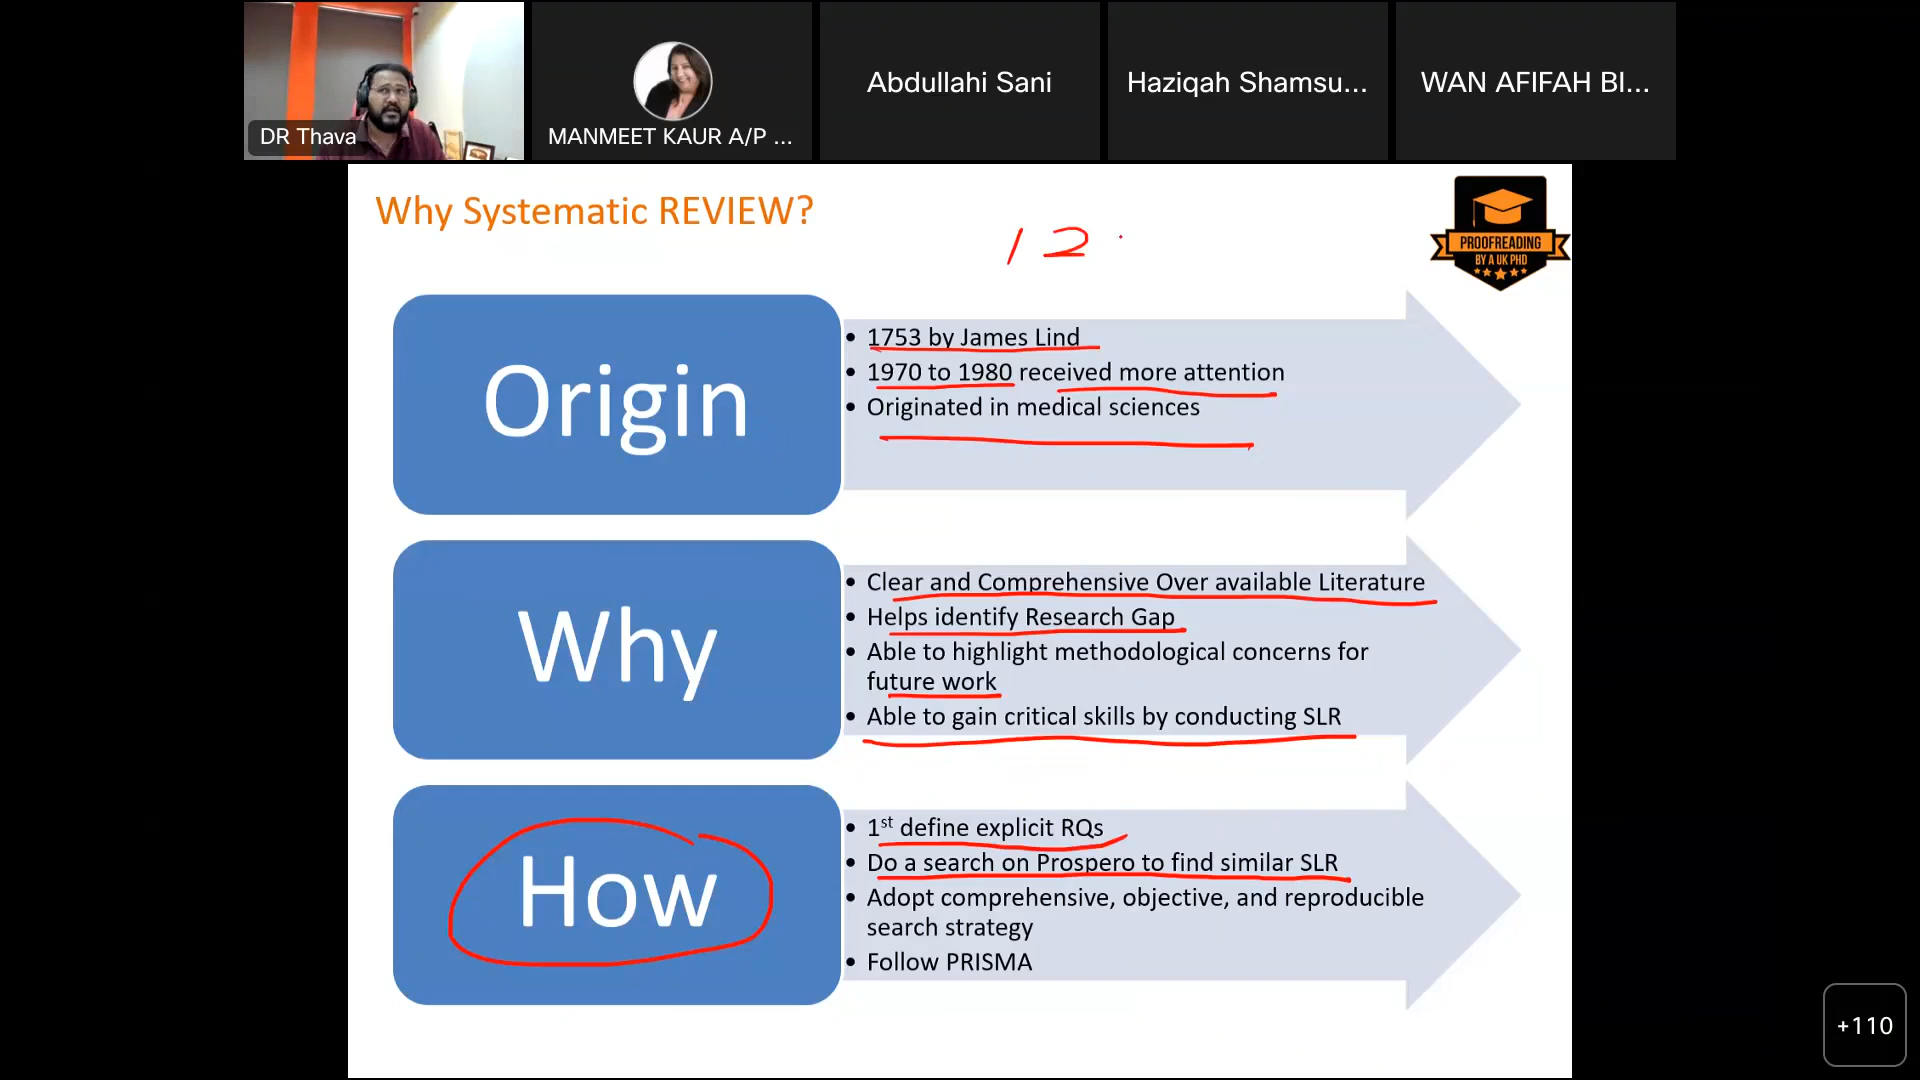 DR Thava
MANMEET KAUR A/P ...
Abdullahi Sani
Haziqah Shamsu...
WAN AFIFAH BI...
Why Systematic REVIEW?
1 2
PROOFREADING
BY A UK PHD
Origin
• 1753 by James Lind
• 1970 to 1980 received more attention
• Originated in medical sciences
Why
• Clear and Comprehensive Over available Literature
• Helps identify Research Gap
• Able to highlight methodological concerns for
future work
• Able to gain critical skills by conducting SLR
How
• 1st define explicit RQs
• Do a search on Prospero to find similar SLR
• Adopt comprehensive, objective, and reproducible
search strategy
• Follow PRISMA
+110